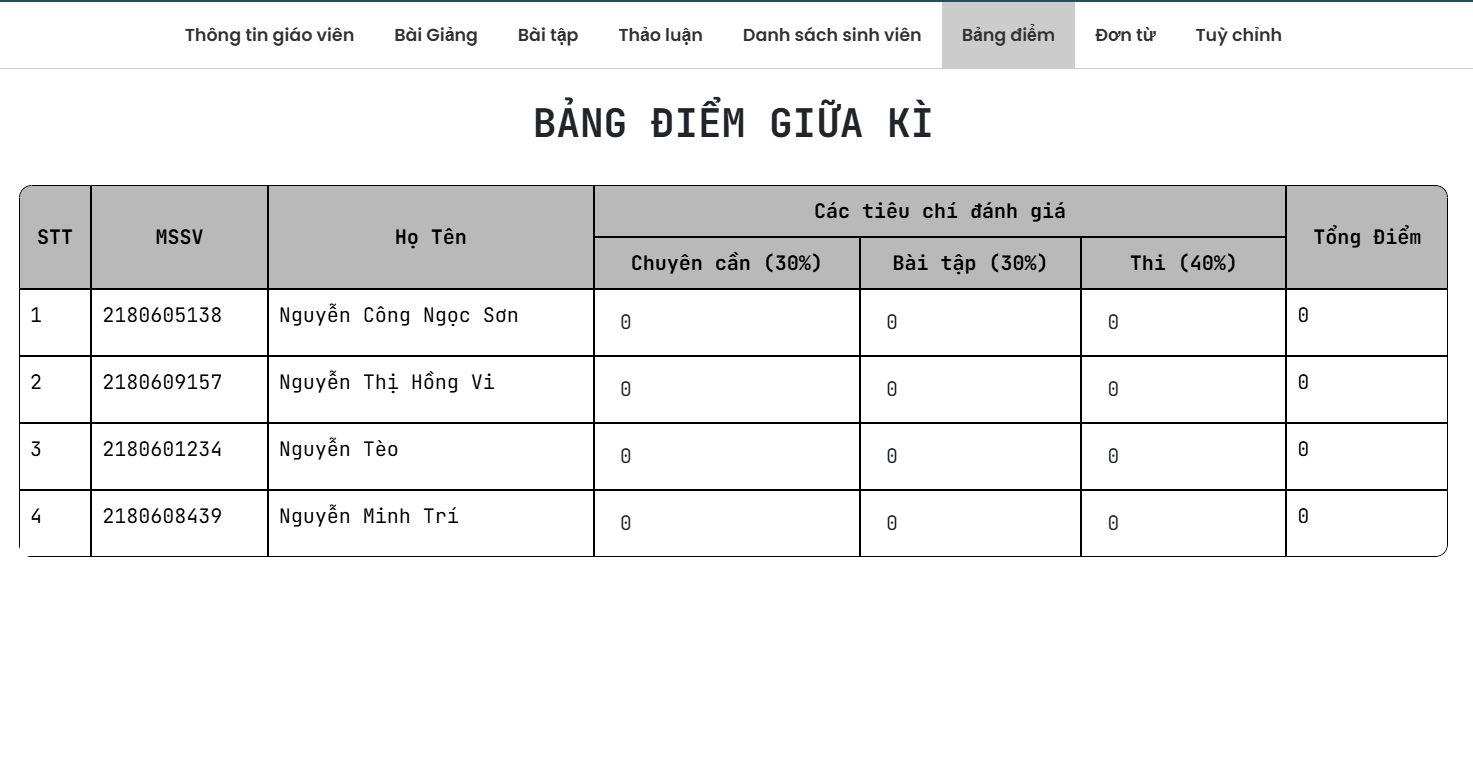 Thông tin giáo viên Bài Giảng Bài tập Thảo luận Danh sách sinh viên Bảng điểm Đơn từ Tuỳ chỉnh
BẢNG ĐIỂM GIỮA KÌ
STT MSSV Họ Tên Các tiêu chí đánh giá Tổng Điểm
Chuyên cần (30%) Bài tập (30%) Thi (40%)
1 2180605138 Nguyễn Công Ngọc Sơn 0 0 0 0
2 2180609157 Nguyễn Thị Hồng Vi 0 0 0 0
3 2180601234 Nguyễn Tèo 0 0 0 0
4 2180608439 Nguyễn Minh Trí 0 0 0 0